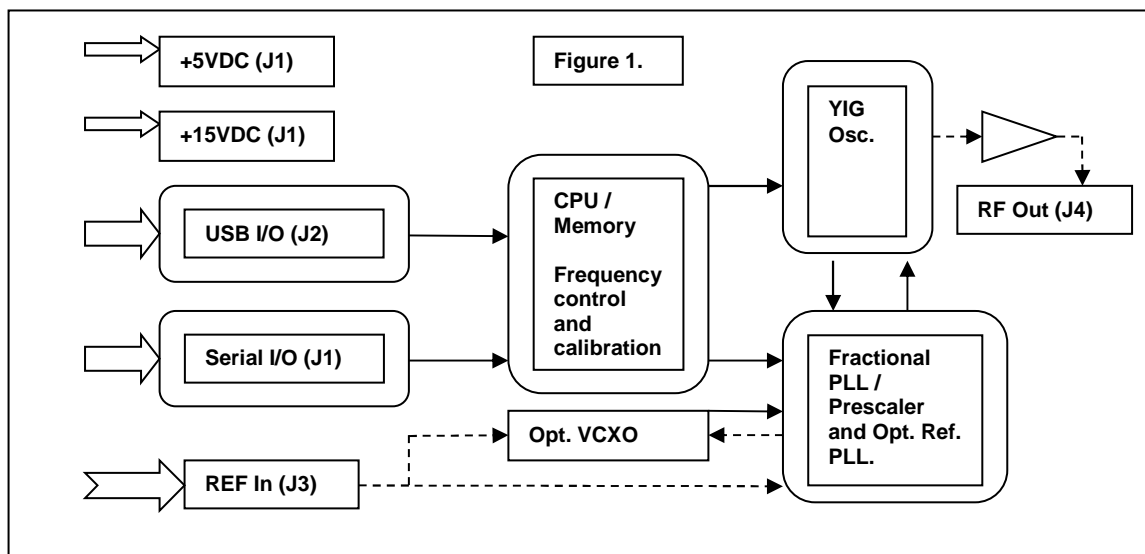 +5VDC (J1)
Figure 1.
+15VDC (J1)
YIG
Osc.
RF Out (J4)
USB I/O (J2)
CPU /
Memory
Frequency
control
and
calibration
Serial I/O (J1)
Fractional
PLL /
Prescaler
and Opt. Ref.
PLL.
Opt. VCXO
REF In (J3)